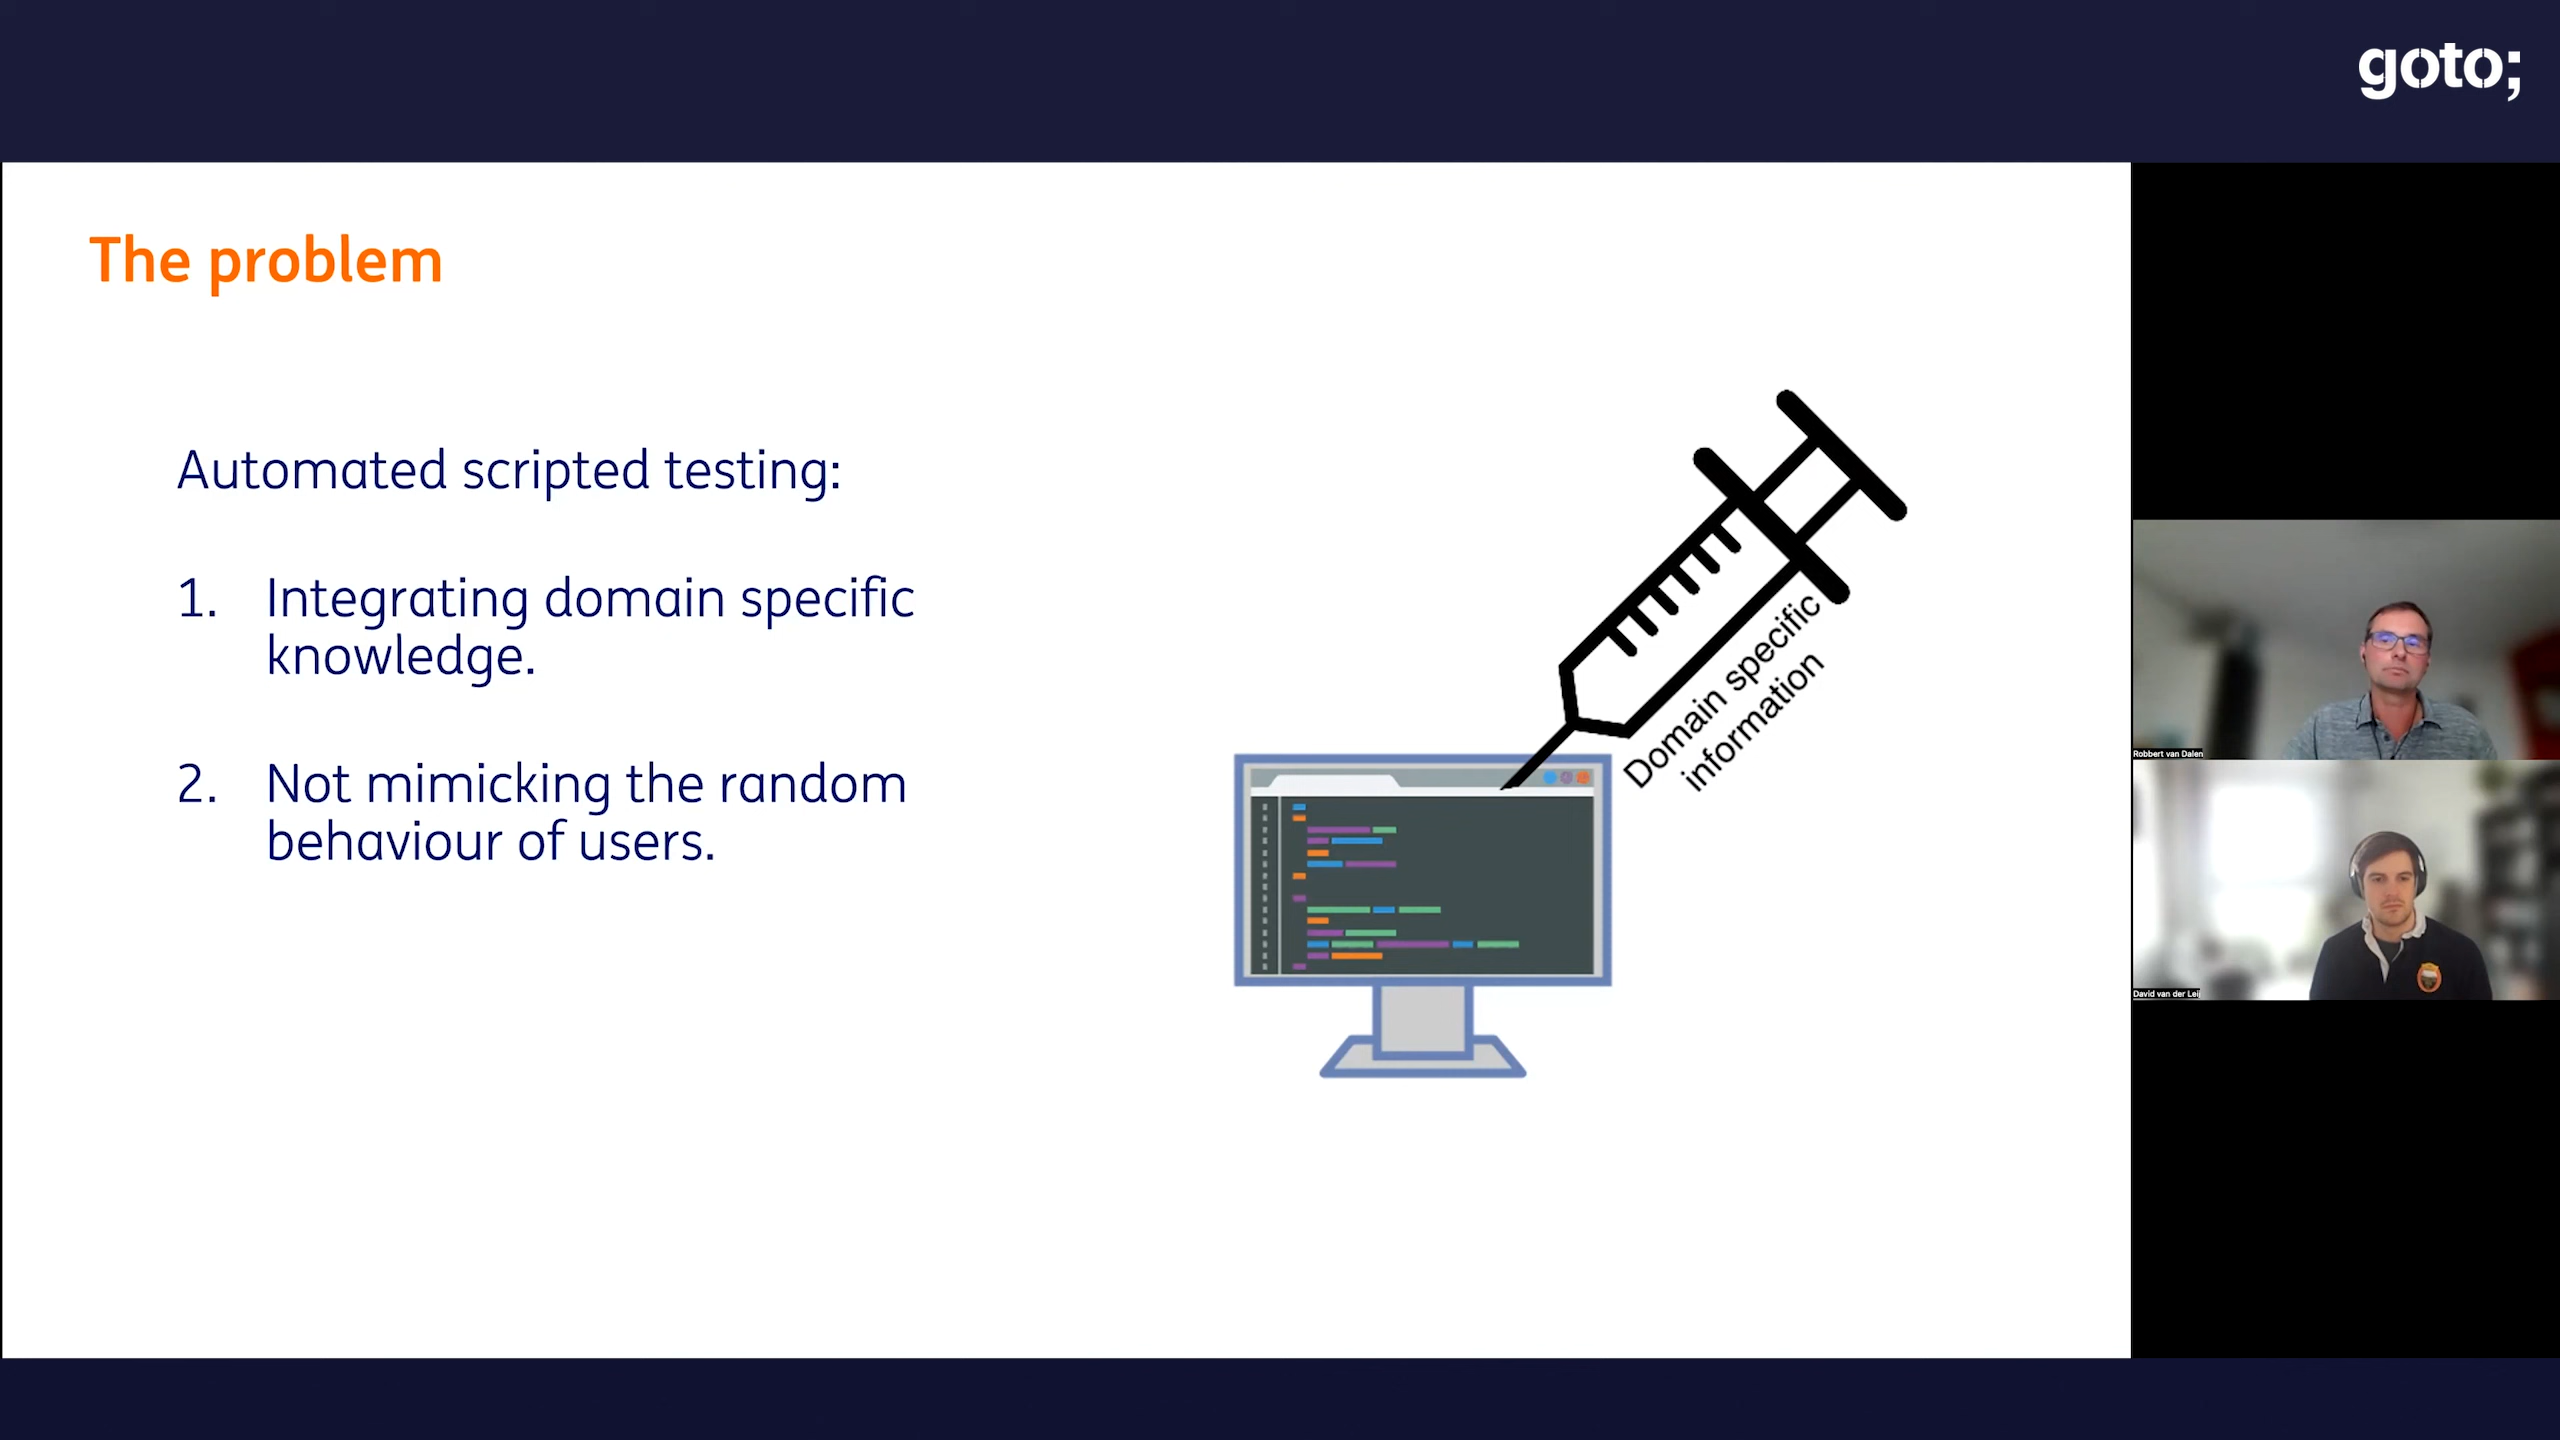 goto;
The problem
Automated scripted testing:
1. Integrating domain specific
knowledge.
2. Not mimicking the random
behaviour of users.
Domain specific
information
Robbert van Dalen
David van der Leij